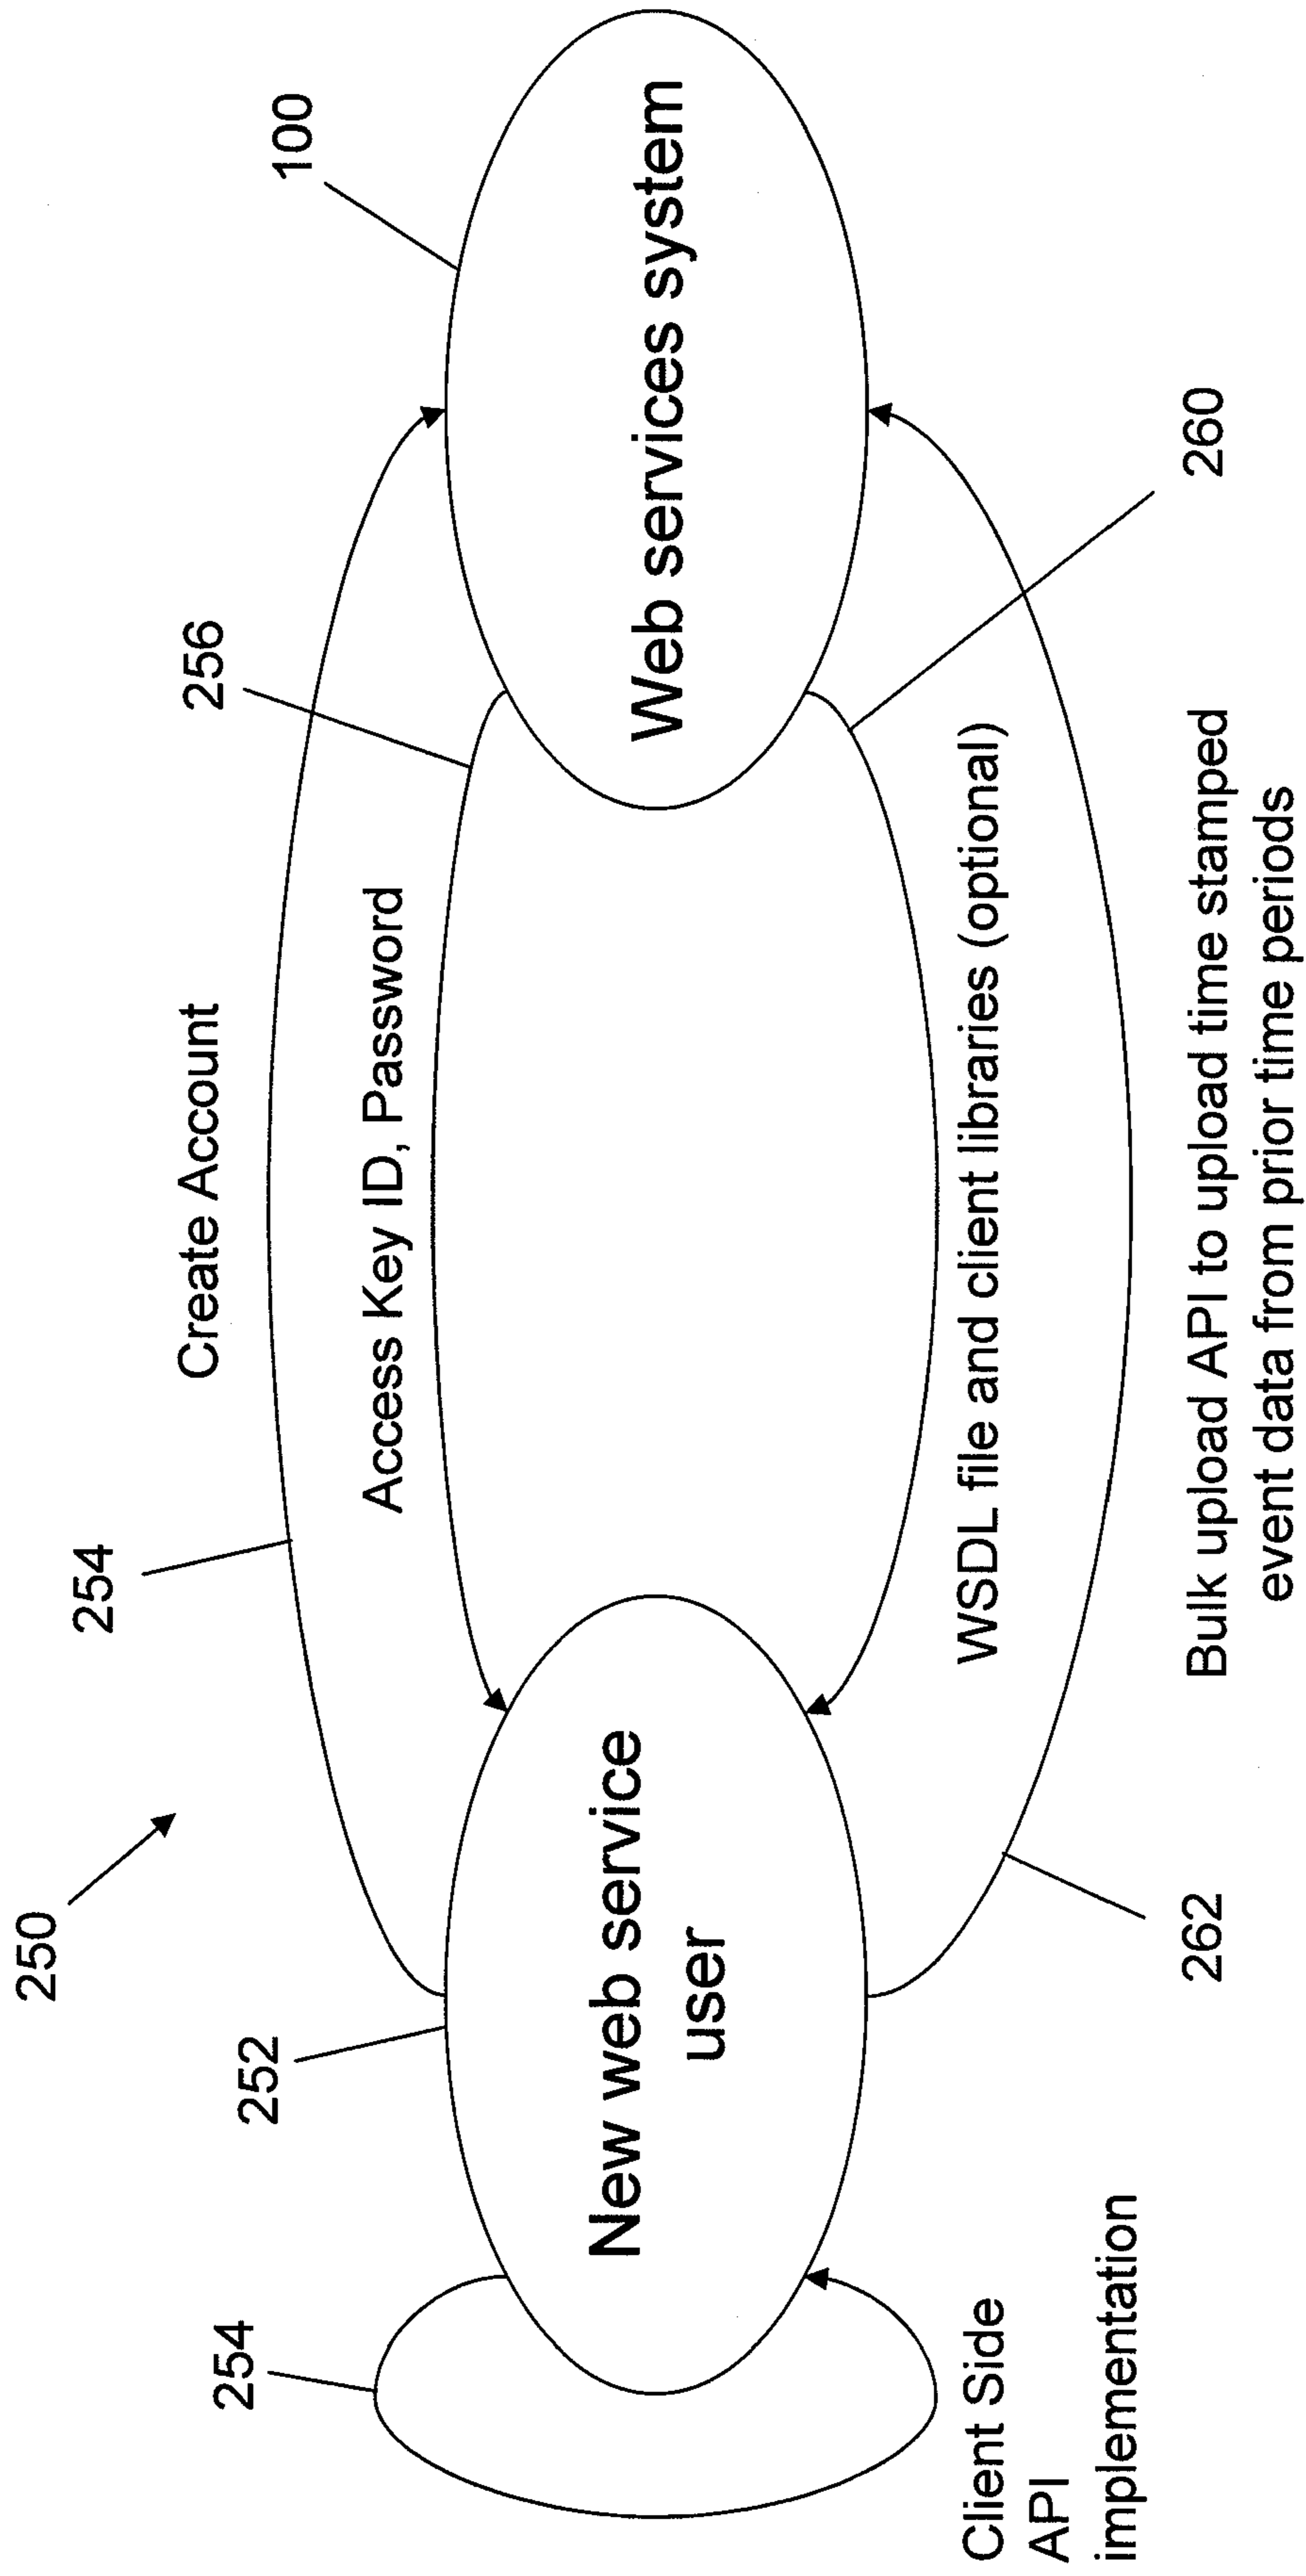 250
254
Create Account
256
100
252
254
Access Key ID, Password
New web service
user
Web services system
WSDL file and client libraries (optional)
Client Side
API
implementation
262
260
Bulk upload API to upload time stamped
event data from prior time periods